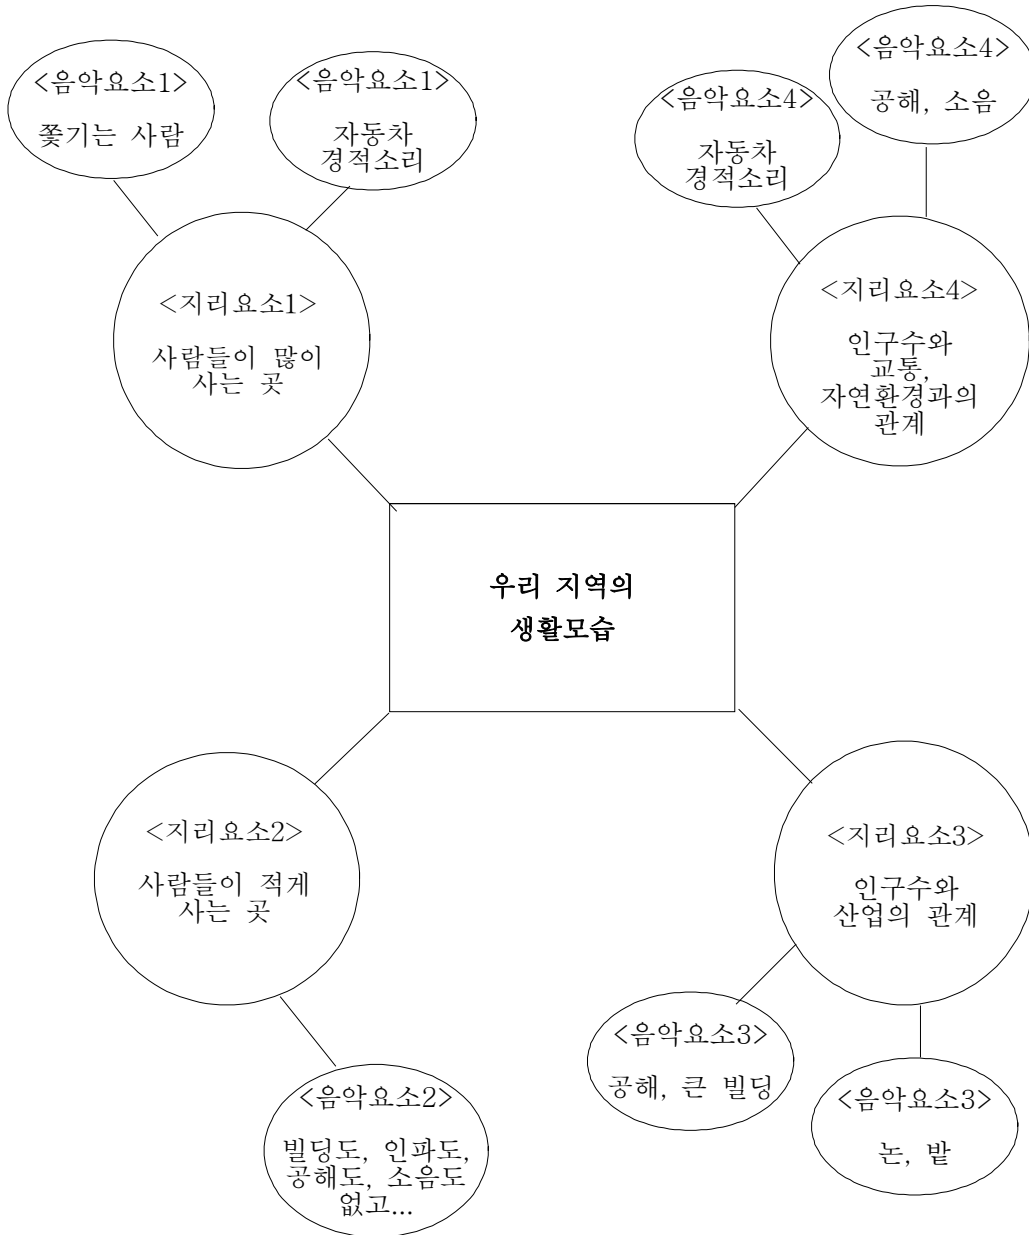 <음악요소1>
쫓기는 사람
<음악요소1>
자동차
경적소리
<음악요소4>
자동차
경적소리
<음악요소4>
공해, 소음
<지리요소1>
사람들이 많이
사는 곳
<지리요소4>
인구수와
교통,
자연환경과의
관계
우리 지역의
생활모습
<지리요소2>
사람들이 적게
사는 곳
<지리요소3>
인구수와
산업의 관계
<음악요소2>
빌딩도, 인파도,
공해도, 소음도
없고...
<음악요소3>
공해, 큰 빌딩
<음악요소3>
논, 밭